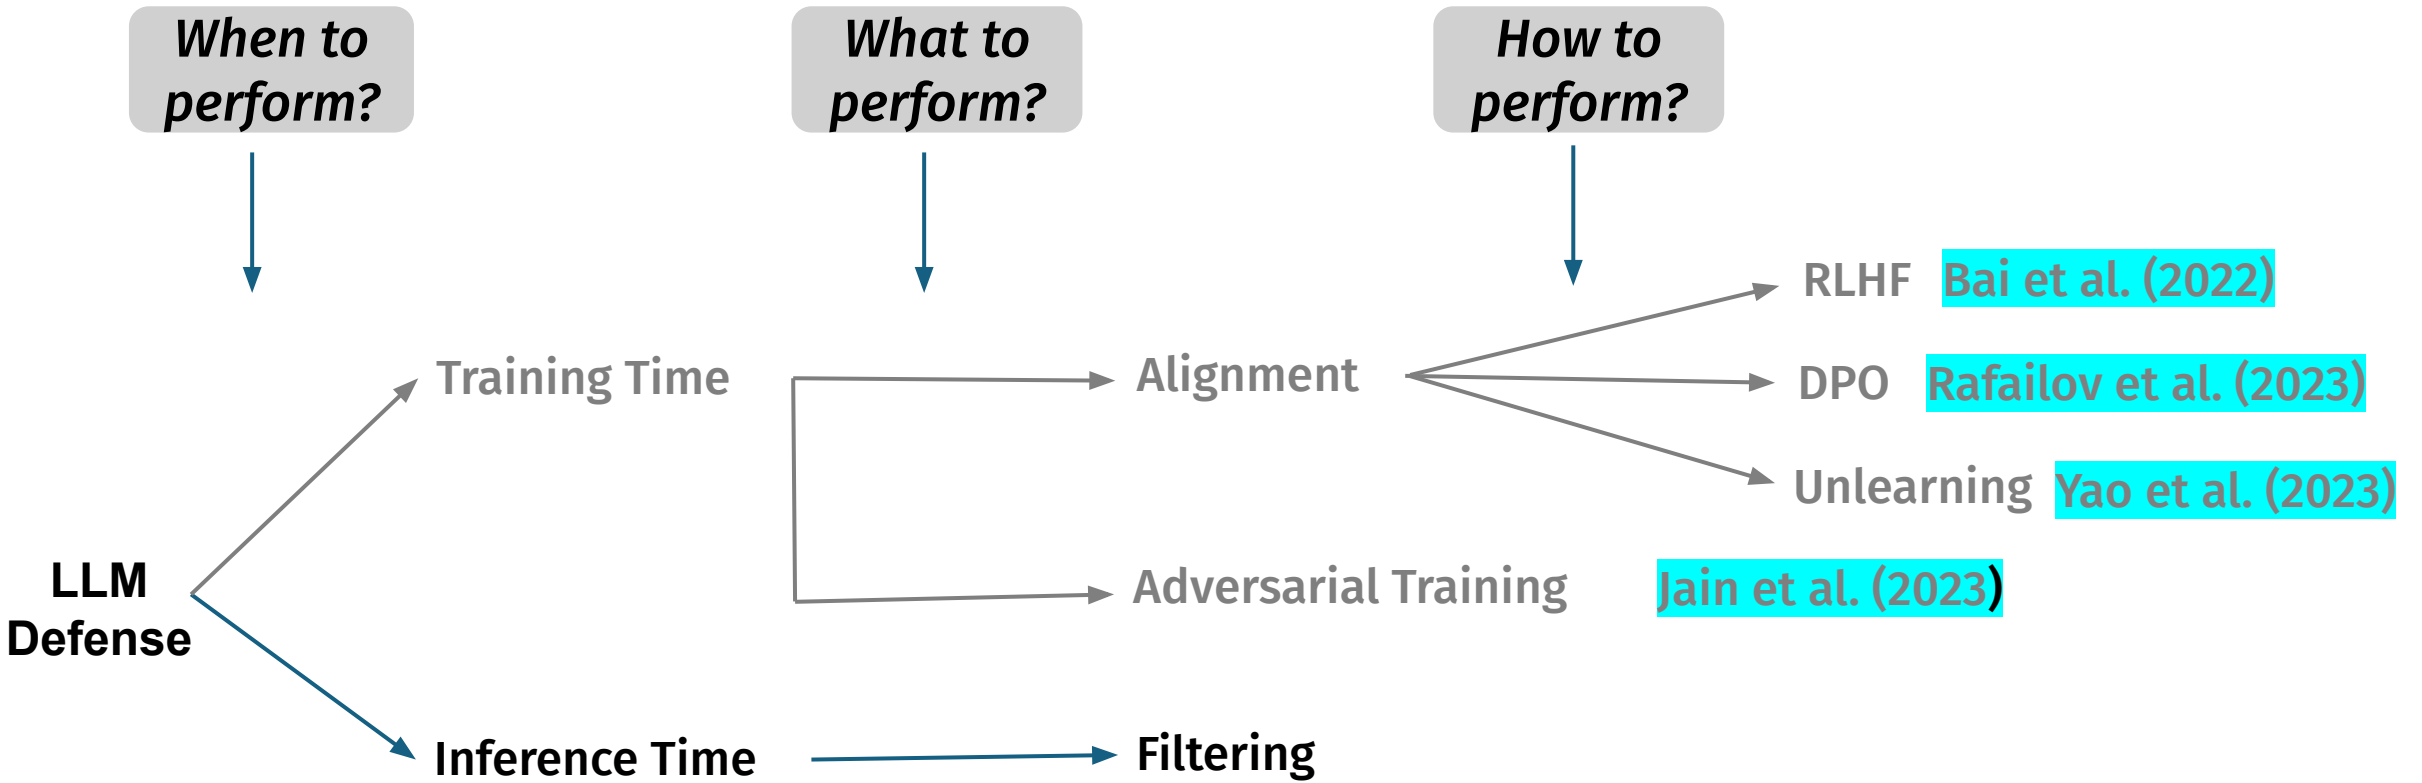 When to
perform?
What to
perform?
How to
perform?
RLHF Bai et al. (2022)
Training Time
Alignment
DPO Rafailov et al. (2023)
Unlearning Yao et al. (2023)
LLM
Defense
Adversarial Training Jain et al. (2023)
Inference Time
Filtering